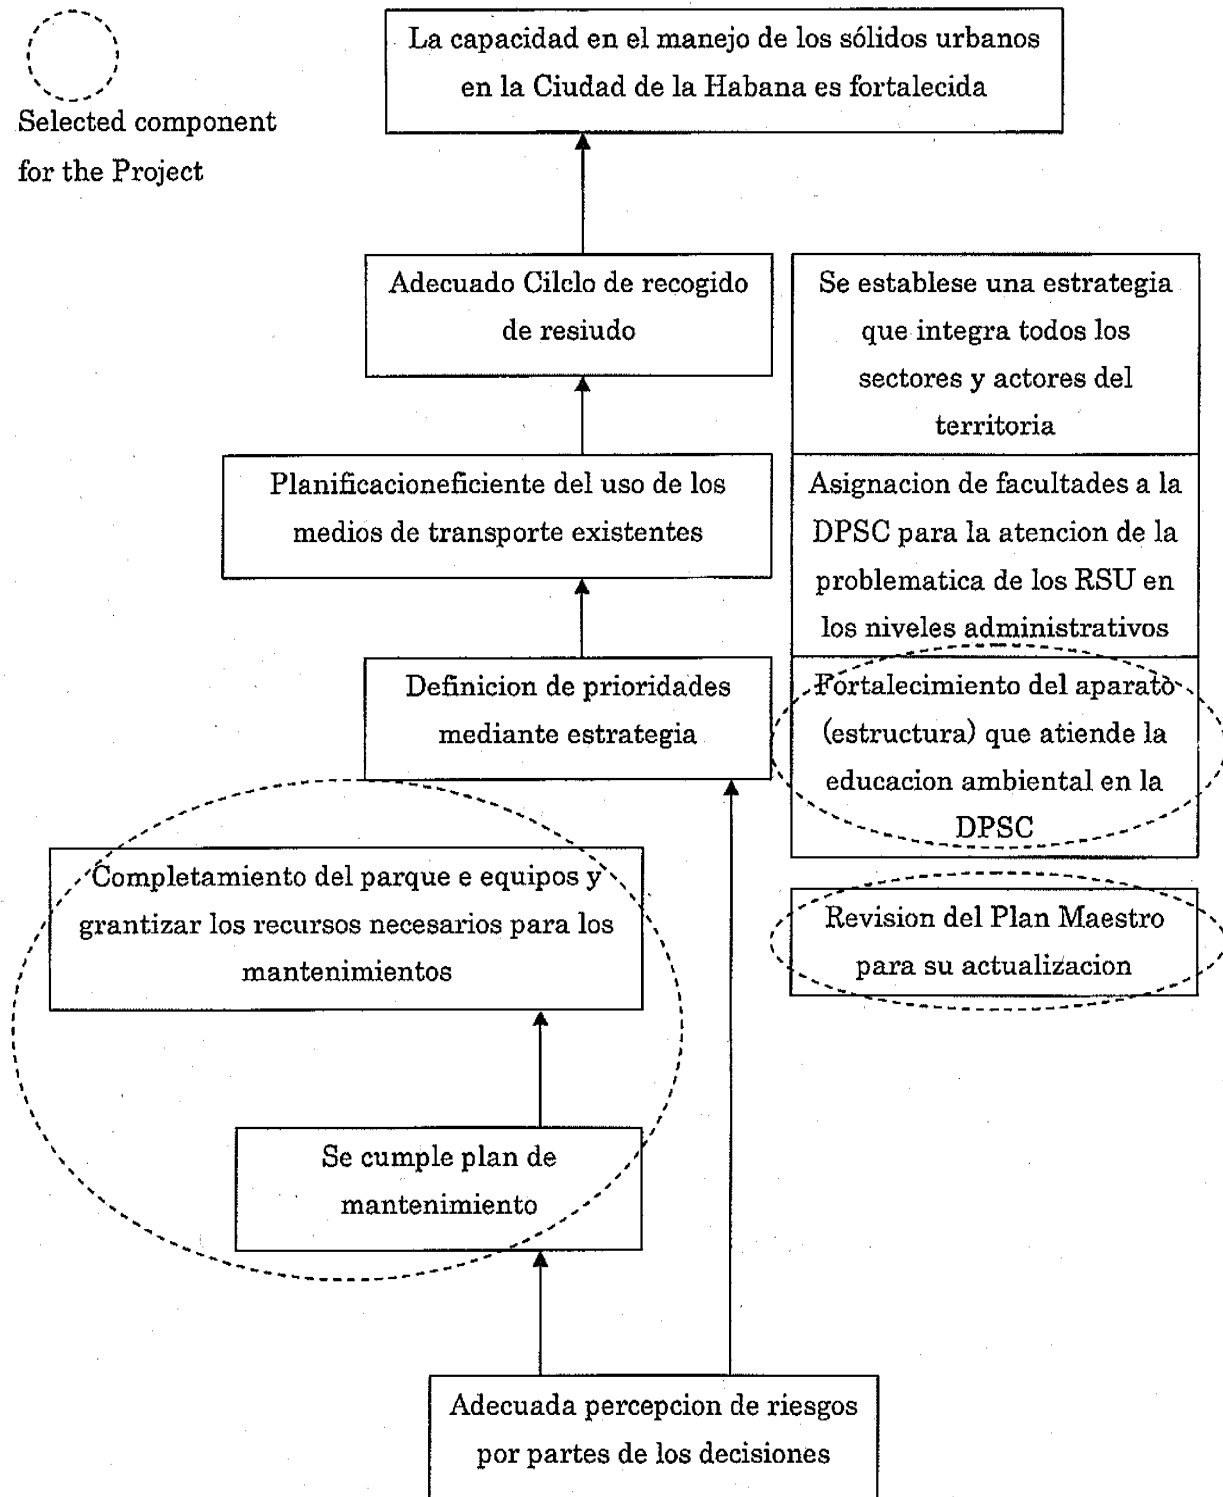 La capacidad en el manejo de los sólidos urbanos
en la Ciudad de la Habana es fortalecida
Selected component
for the Project
Adecuado Cilclo de recogido
de resiudo
Se establese una estrategia
que integra todos los
sectores y actores del
territoria
Planificacioneficiente del uso de los
medios de transporte existentes
Asignacion de facultades a la
DPSC para la atencion de la
problematica de los RSU en
los niveles administrativos
Definicion de prioridades
mediante estrategia
Fortalecimiento del aparato
(estructura) que atiende la
educacion ambiental en la
DPSC
Completamiento del parque e equipos y
grantizar los recursos necesarios para los
mantenimientos
Revision del Plan Maestro
para su actualizacion
Se cumple plan de
mantenimiento
Adecuada percepcion de riesgos
por partes de los decisiones